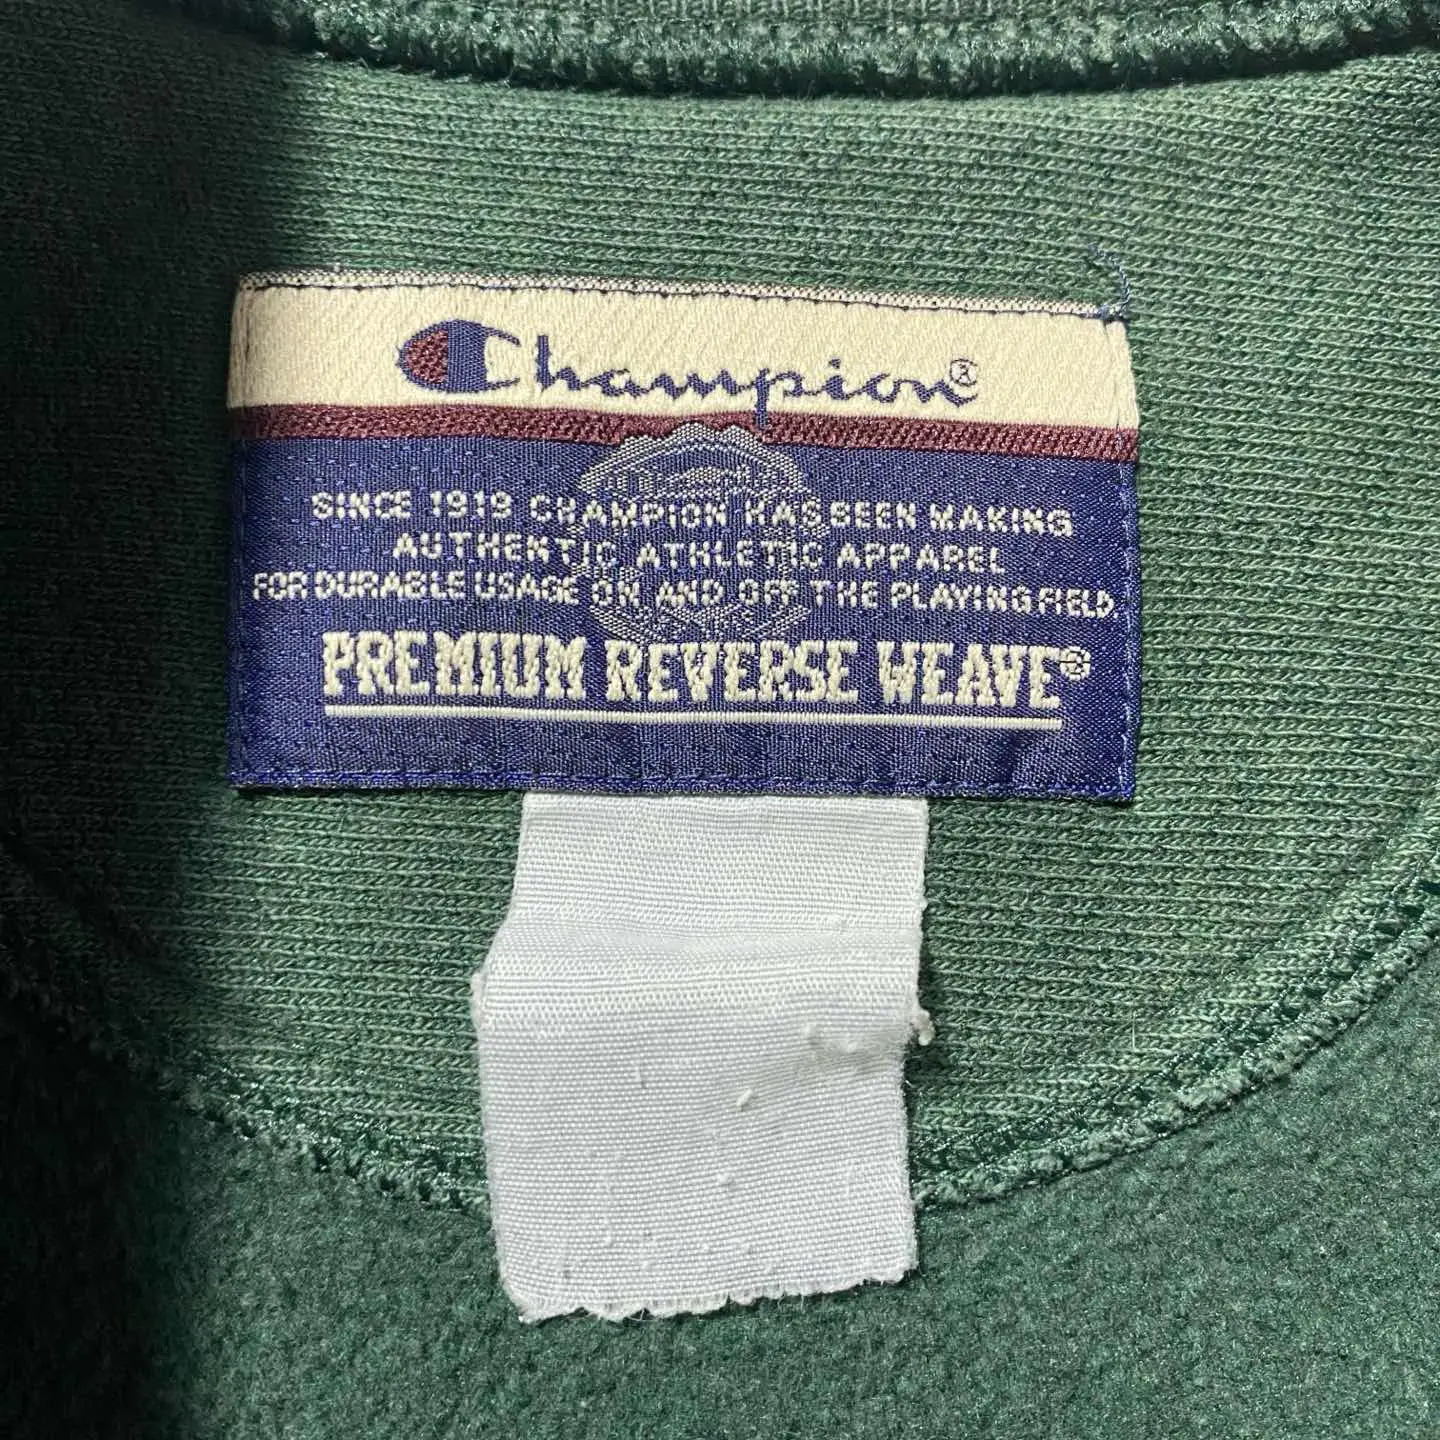 Champion®
SINCE 1919 CHAMPION HAS BEEN MAKING
AUTHENTIC ATHLETIC APPAREL
FOR DURABLE USAGE ON AND OFF THE PLAYING FIELD
PREMIUM REVERSE WEAVE®